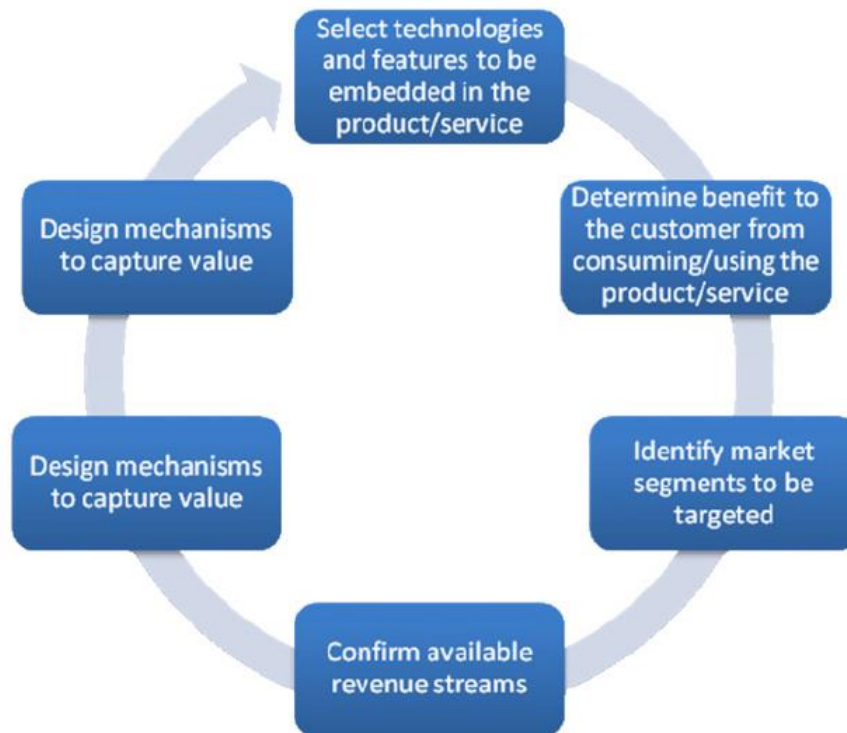 Select technologies
and features to be
embedded in the
product/service
Determine benefit to
the customer from
consuming/using the
product/service
Identify market
segments to be
targeted
Confirm available
revenue streams
Design mechanisms
to capture value
Design mechanisms
to capture value